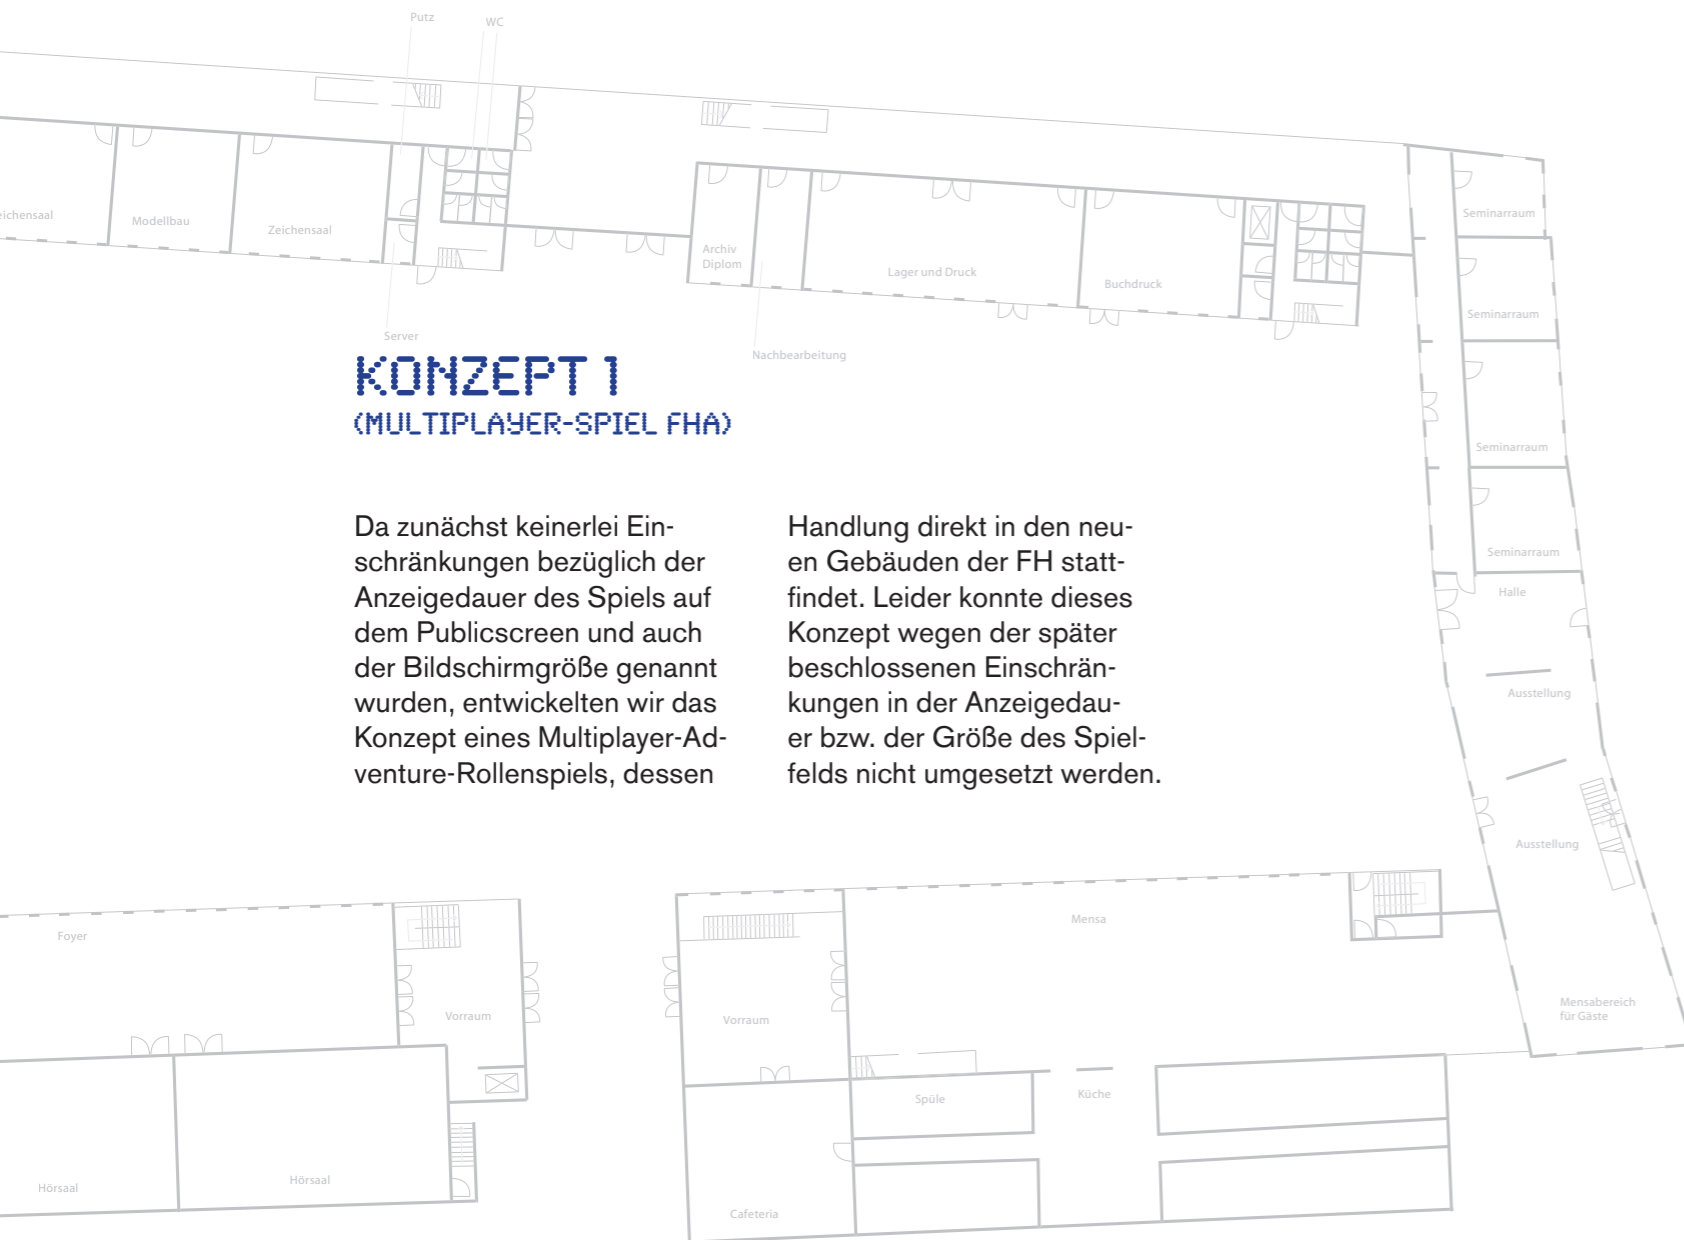 Putz
WC
eichensaal
Modellbau
Zeichensaal
Archiv
Diplom
Lager und Druck
Buchdruck
Seminarraum
Seminarraum
Server
Nachbearbeitung
KONZEPT 1
(MULTIPLAYER-SPIEL FHA)
Seminarraum
Da zunächst keinerlei Ein-
schränkungen bezüglich der
Anzeigedauer des Spiels auf
dem Publicscreen und auch
der Bildschirmgröße genannt
wurden, entwickelten wir das
Konzept eines Multiplayer-Ad-
venture-Rollenspiels, dessen
Handlung direkt in den neu-
en Gebäuden der FH statt-
findet. Leider konnte dieses
Konzept wegen der später
beschlossenen Einschrän-
kungen in der Anzeigedau-
er bzw. der Größe des Spiel-
felds nicht umgesetzt werden.
Seminarraum
Halle
Ausstellung
Ausstellung
Foyer
Mensa
Vorraum
Vorraum
Mensabereich
für Gäste
Spüle
Küche
Hörsaal
Hörsaal
Cafeteria